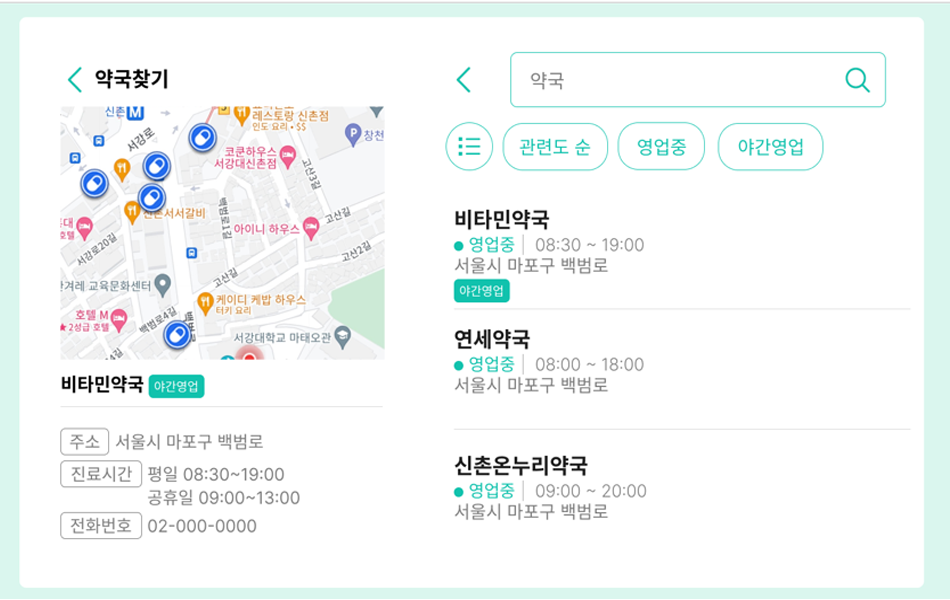 약국찾기
신촌 M
레스토랑 신촌점
인도 요리 • $$
P 창천
서강로
코쿤하우스
서강대신촌점
고산3길
신촌서서갈비
백범로1길
아이니 하우스
고산길
호텔
서강로20길
고산2길
고산길
한겨레 교육문화센터
케이디 케밥 하우스
터키 요리
호텔 M
★ 2성급 호텔
백범로4길
백범로
서강대학교 마태오관
비타민약국 야간영업
주소 서울시 마포구 백범로
진료시간 평일 08:30~19:00
공휴일 09:00~13:00
전화번호 02-000-0000
약국
관련도 순 영업중 야간영업
비타민약국
영업중 | 08:30 ~ 19:00
서울시 마포구 백범로
야간영업
연세약국
영업중 | 08:00 ~ 18:00
서울시 마포구 백범로
신촌온누리약국
영업중 | 09:00 ~ 20:00
서울시 마포구 백범로